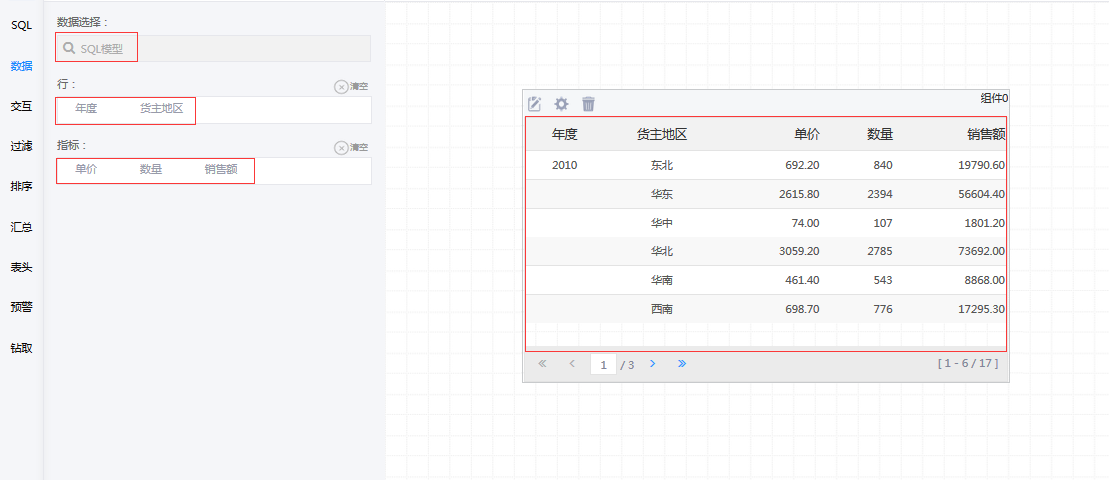 SQL
数据
交互
过滤
排序
汇总
表头
预警
钻取
数据选择：
SQL模型
行：
清空
年度 货主地区
指标：
清空
单价 数量 销售额
组件0
年度 货主地区 单价 数量 销售额
2010 东北 692.20 840 19790.60
华东 2615.80 2394 56604.40
华中 74.00 107 1801.20
华北 3059.20 2785 73692.00
华南 461.40 543 8868.00
西南 698.70 776 17295.30
« ‹ 1 / 3 › » [ 1 - 6 / 17 ]